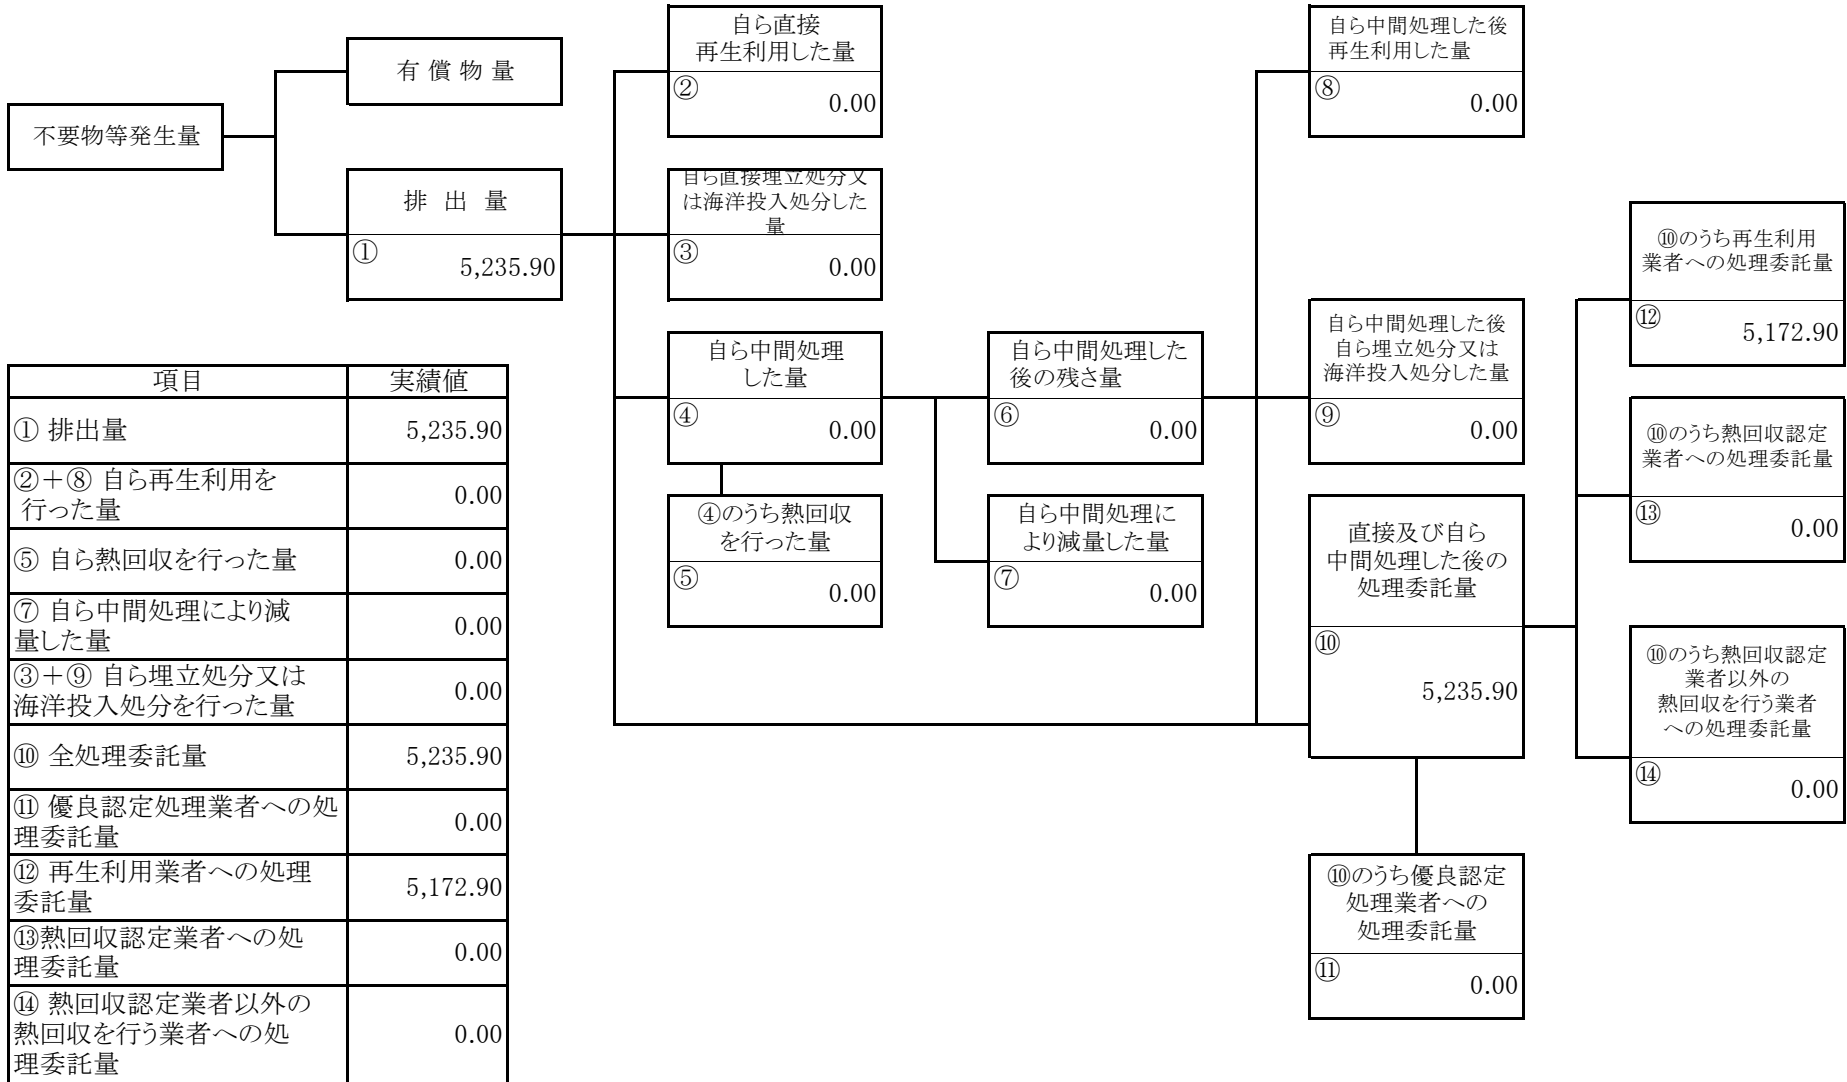 不要物等発生量
有 償 物 量
排 出 量
①
5,235.90
自ら直接
再生利用した量
②
0.00
自ら直接埋立処分又
は海洋投入処分した
量
③
0.00
自ら中間処理
した量
④
0.00
④のうち熱回収
を行った量
⑤
0.00
自ら中間処理した
後の残さ量
⑥
0.00
自ら中間処理に
より減量した量
⑦
0.00
自ら中間処理した後
再生利用した量
⑧
0.00
自ら中間処理した後
自ら埋立処分又は
海洋投入処分した量
⑨
0.00
直接及び自ら
中間処理した後の
処理委託量
⑩
5,235.90
⑩のうち優良認定
処理業者への
処理委託量
⑪
0.00
⑩のうち再生利用
業者への処理委託量
⑫
5,172.90
⑩のうち熱回収認定
業者への処理委託量
⑬
0.00
⑩のうち熱回収認定
業者以外の
熱回収を行う業者
への処理委託量
⑭
0.00
項目 実績値
① 排出量 5,235.90
②＋⑧ 自ら再生利用を
行った量 0.00
⑤ 自ら熱回収を行った量 0.00
⑦ 自ら中間処理により減
量した量 0.00
③＋⑨ 自ら埋立処分又は
海洋投入処分を行った量 0.00
⑩ 全処理委託量 5,235.90
⑪ 優良認定処理業者への処
理委託量 0.00
⑫ 再生利用業者への処理
委託量 5,172.90
⑬熱回収認定業者への処
理委託量 0.00
⑭ 熱回収認定業者以外の
熱回収を行う業者への処
理委託量 0.00